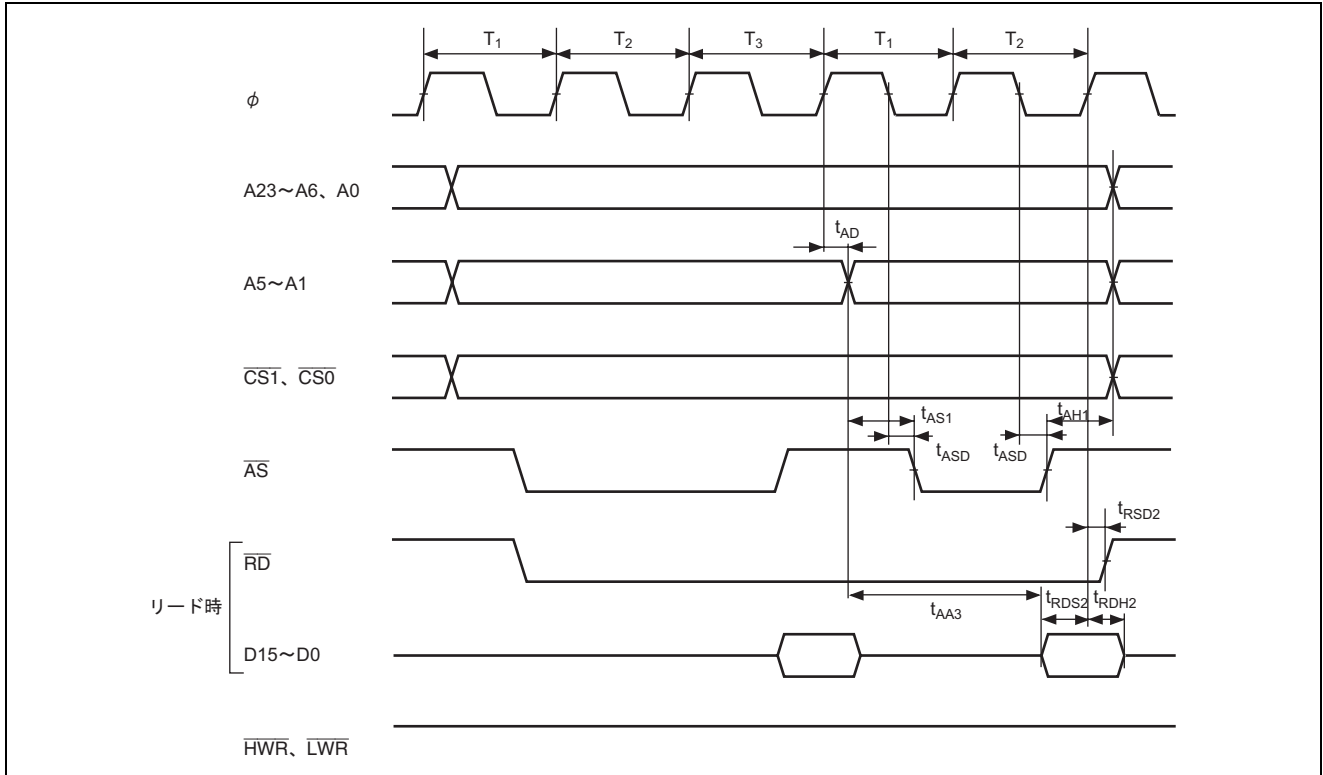 T1 T2 T3 T1 T2
φ
A23～A6、A0
tAD
A5～A1
CS1、CS0
tAS1 tAH1
tASD tASD
AS
tRSD2
RD
リード時
tAA3 tRDS2 tRDH2
D15～D0
HWR、LWR